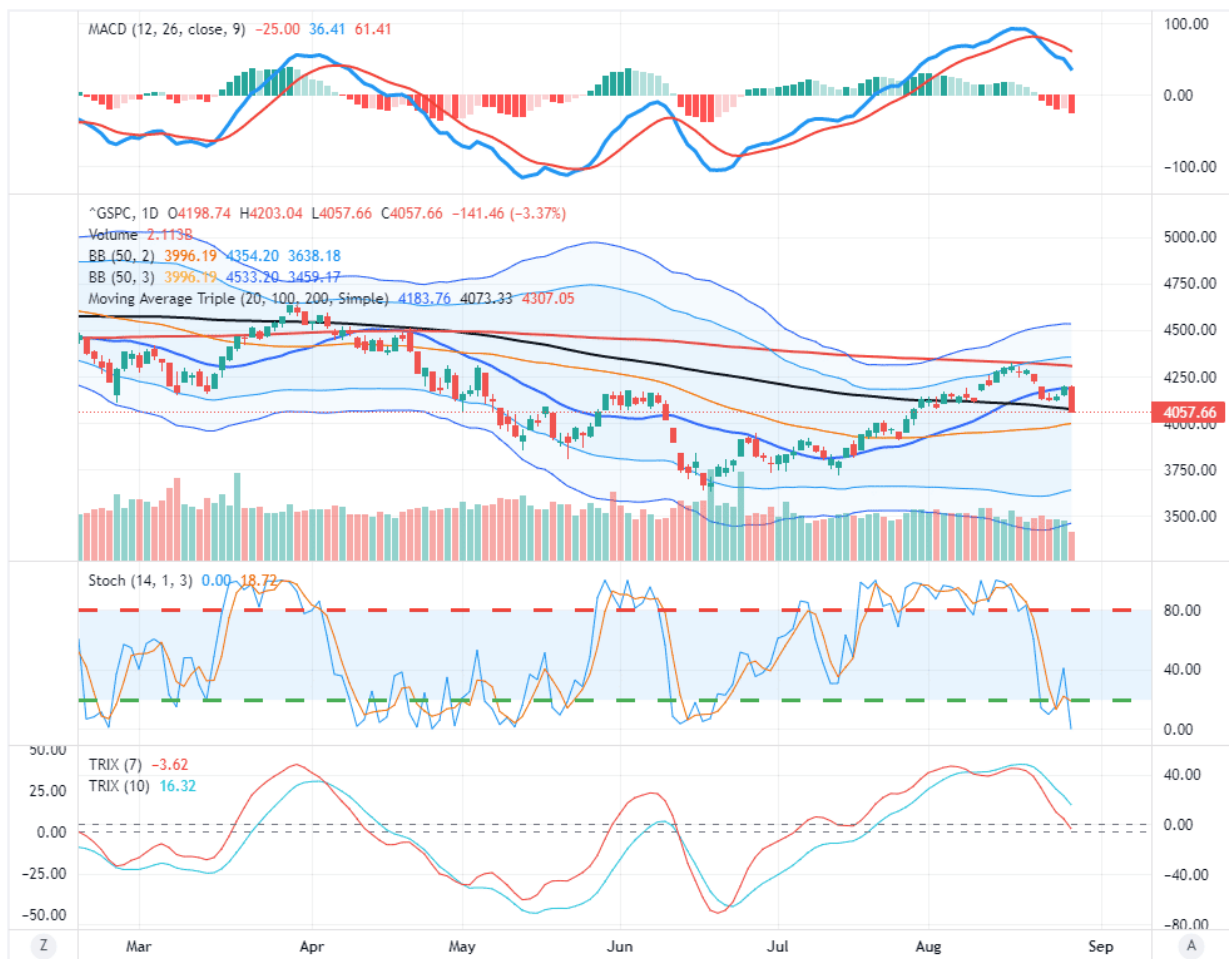 MACD (12, 26, close, 9) −25.00 36.41 61.41
100.00
0.00
−100.00
^GSPC, 1D O4198.74 H4203.04 L4057.66 C4057.66 −141.46 (−3.37%)
Volume 2.113B
BB (50, 2) 3996.19 4354.20 3638.18
BB (50, 3) 3996.19 4533.20 3459.17
Moving Average Triple (20, 100, 200, Simple) 4183.76 4073.33 4307.05
5000.00
4750.00
4500.00
4250.00
4057.66
4000.00
3750.00
3500.00
Stoch (14, 1, 3) 0.00 18.72
80.00
40.00
0.00
TRIX (7) −3.62
TRIX (10) 16.32
50.00
25.00
0.00
−25.00
−50.00
40.00
0.00
−40.00
−80.00
Z Mar Apr May Jun Jul Aug Sep A